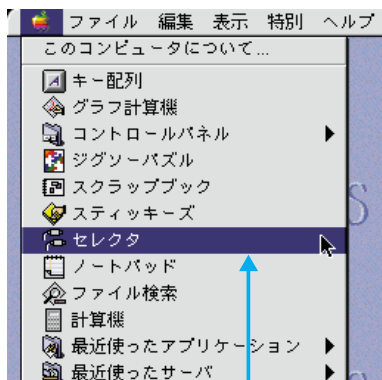 ファイル 編集 表示 特別 ヘルプ
このコンピュータについて...
キー配列
グラフ計算機
コントロールパネル
ジグソーパズル
スクラップブック
スティッキーズ
セレクタ
ノートパッド
ファイル検索
計算機
最近使ったアプリケーション
最近使ったサーバ